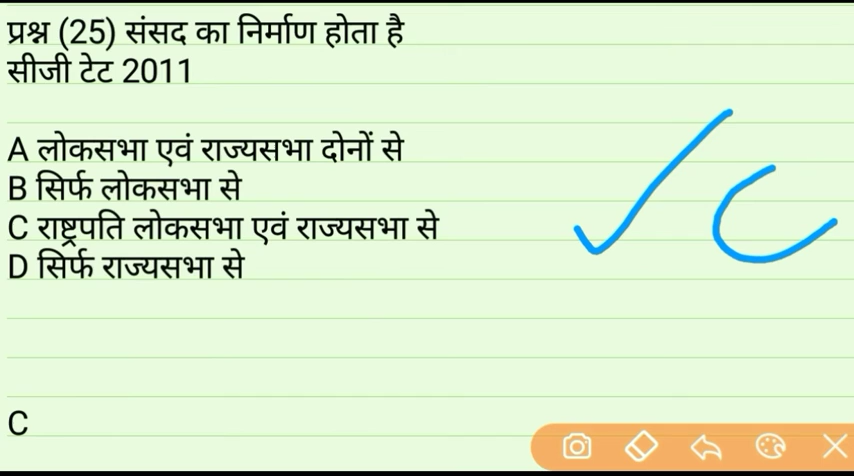 प्रश्न (25) संसद का निर्माण होता है
सीजी टेट 2011
A लोकसभा एवं राज्यसभा दोनों से
B सिर्फ लोकसभा से
C राष्ट्रपति लोकसभा एवं राज्यसभा से
D सिर्फ राज्यसभा से
C
C